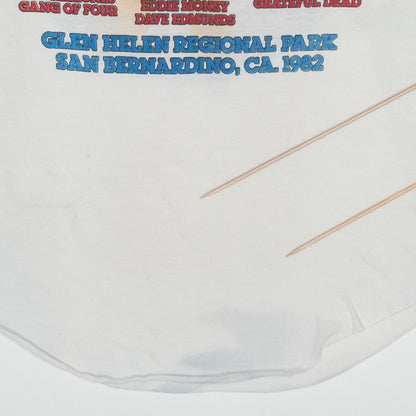 GANG OF FOUR
EDDIE MONEY
DAVE EDMUNDS
GRATEFUL DEAD
GLEN HELEN REGIONAL PARK
SAN BERNARDINO, CA. 1982